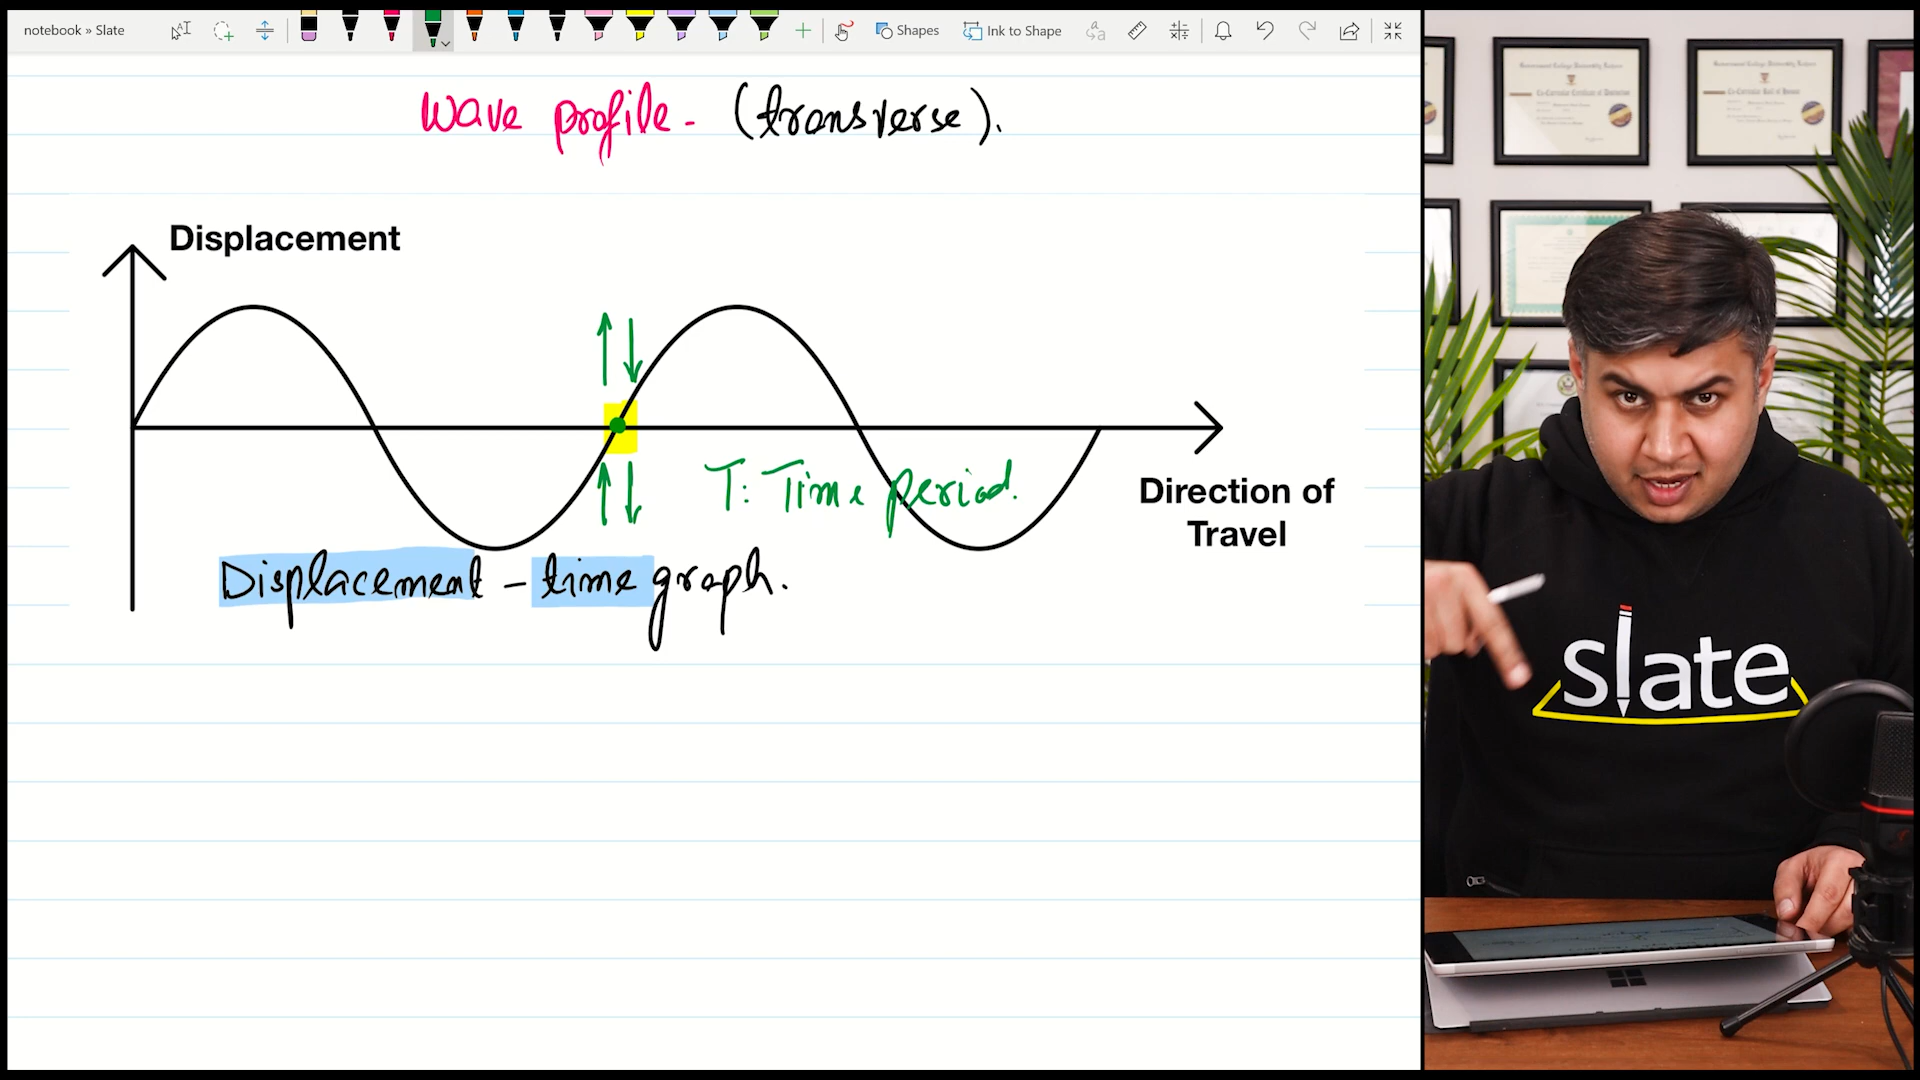 notebook » Slate
Shapes
Ink to Shape
Wave profile - (transverse).
Displacement
T: Time period.
Direction of
Travel
Displacement - time graph.
slate